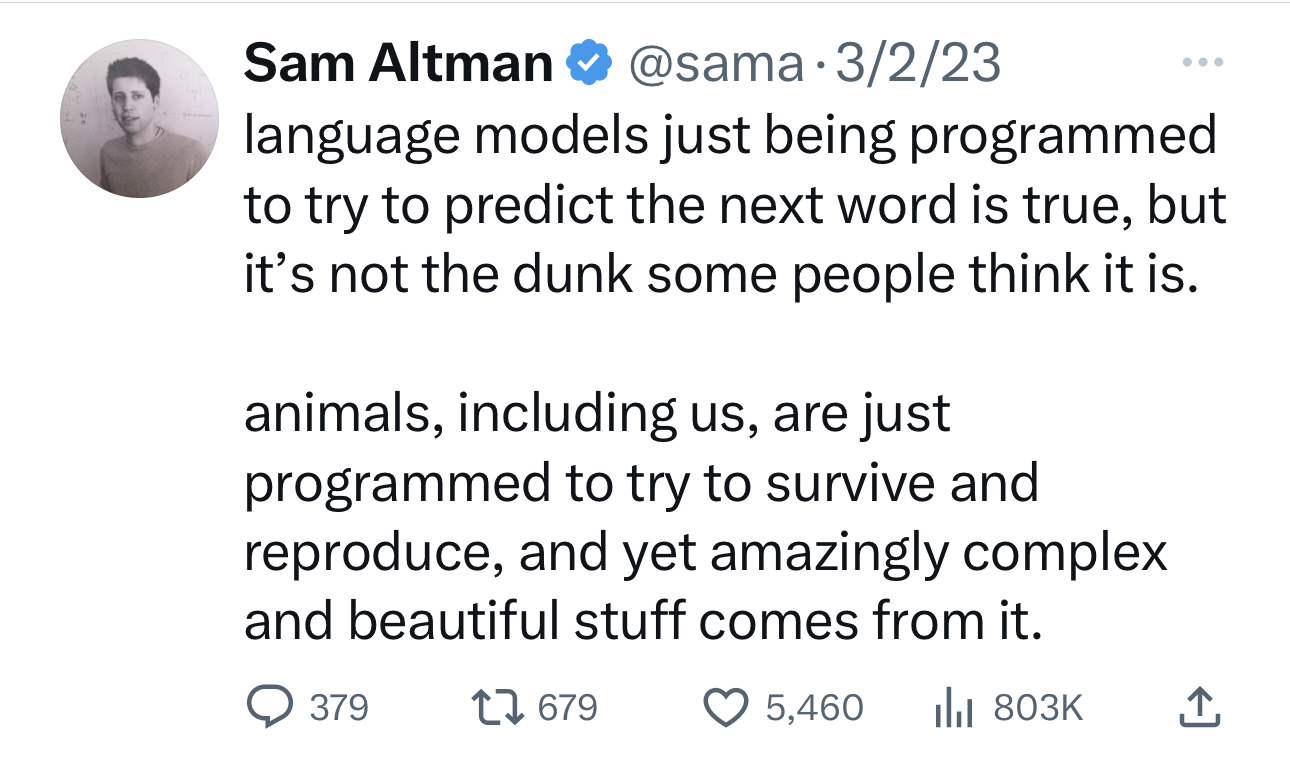 Sam Altman @sama · 3/2/23
language models just being programmed
to try to predict the next word is true, but
it’s not the dunk some people think it is.
animals, including us, are just
programmed to try to survive and
reproduce, and yet amazingly complex
and beautiful stuff comes from it.
379 679 5,460 803K